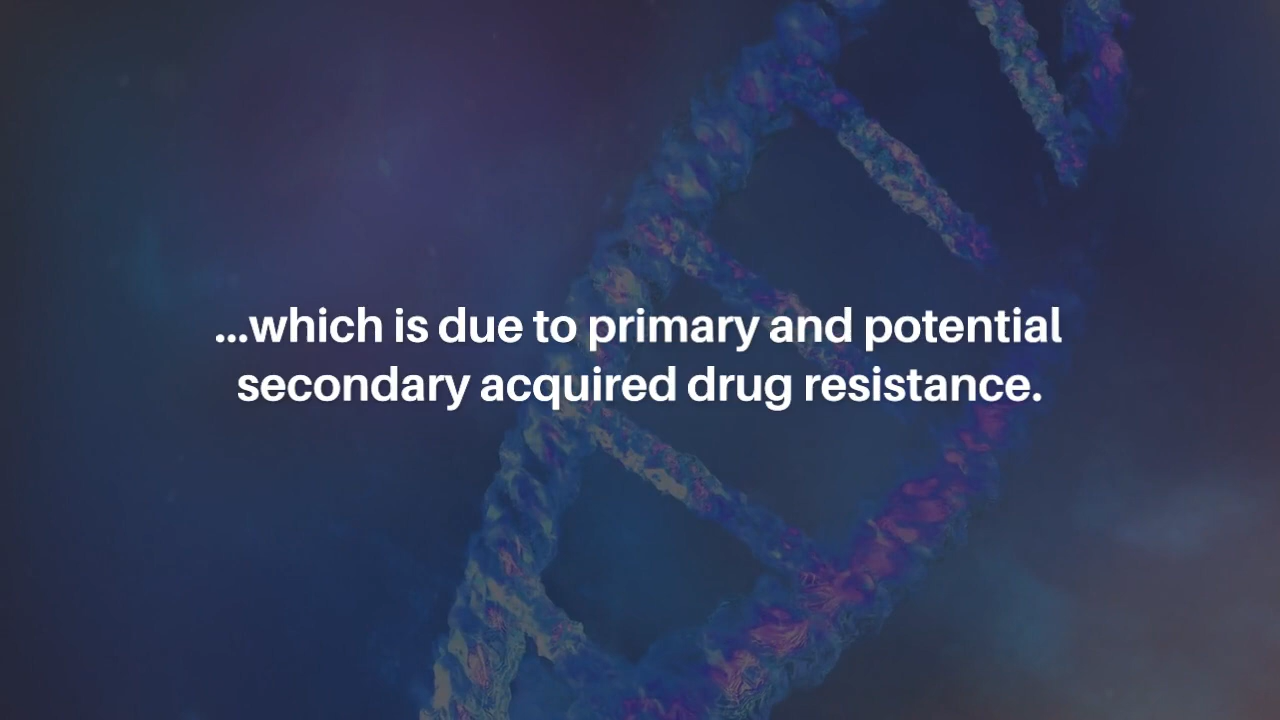 ...which is due to primary and potential
secondary acquired drug resistance.